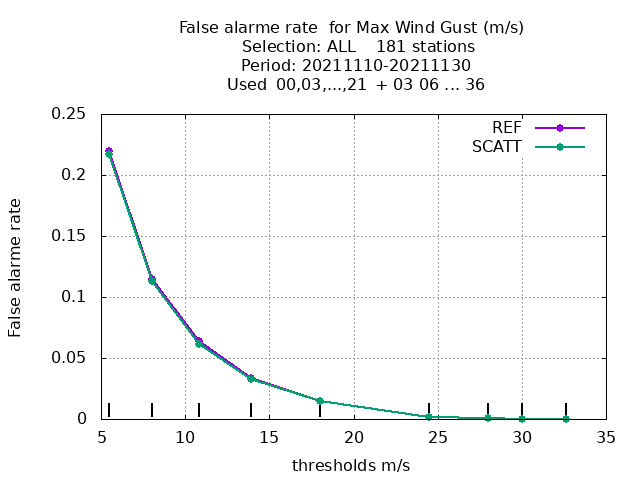 False alarme rate  for Max Wind Gust (m/s)
Selection: ALL    181 stations
Period: 20211110-20211130
Used  00,03,...,21  + 03 06 ... 36
REF
SCATT
False alarme rate
0.25
0.2
0.15
0.1
0.05
0
5 10 15 20 25 30 35
thresholds m/s